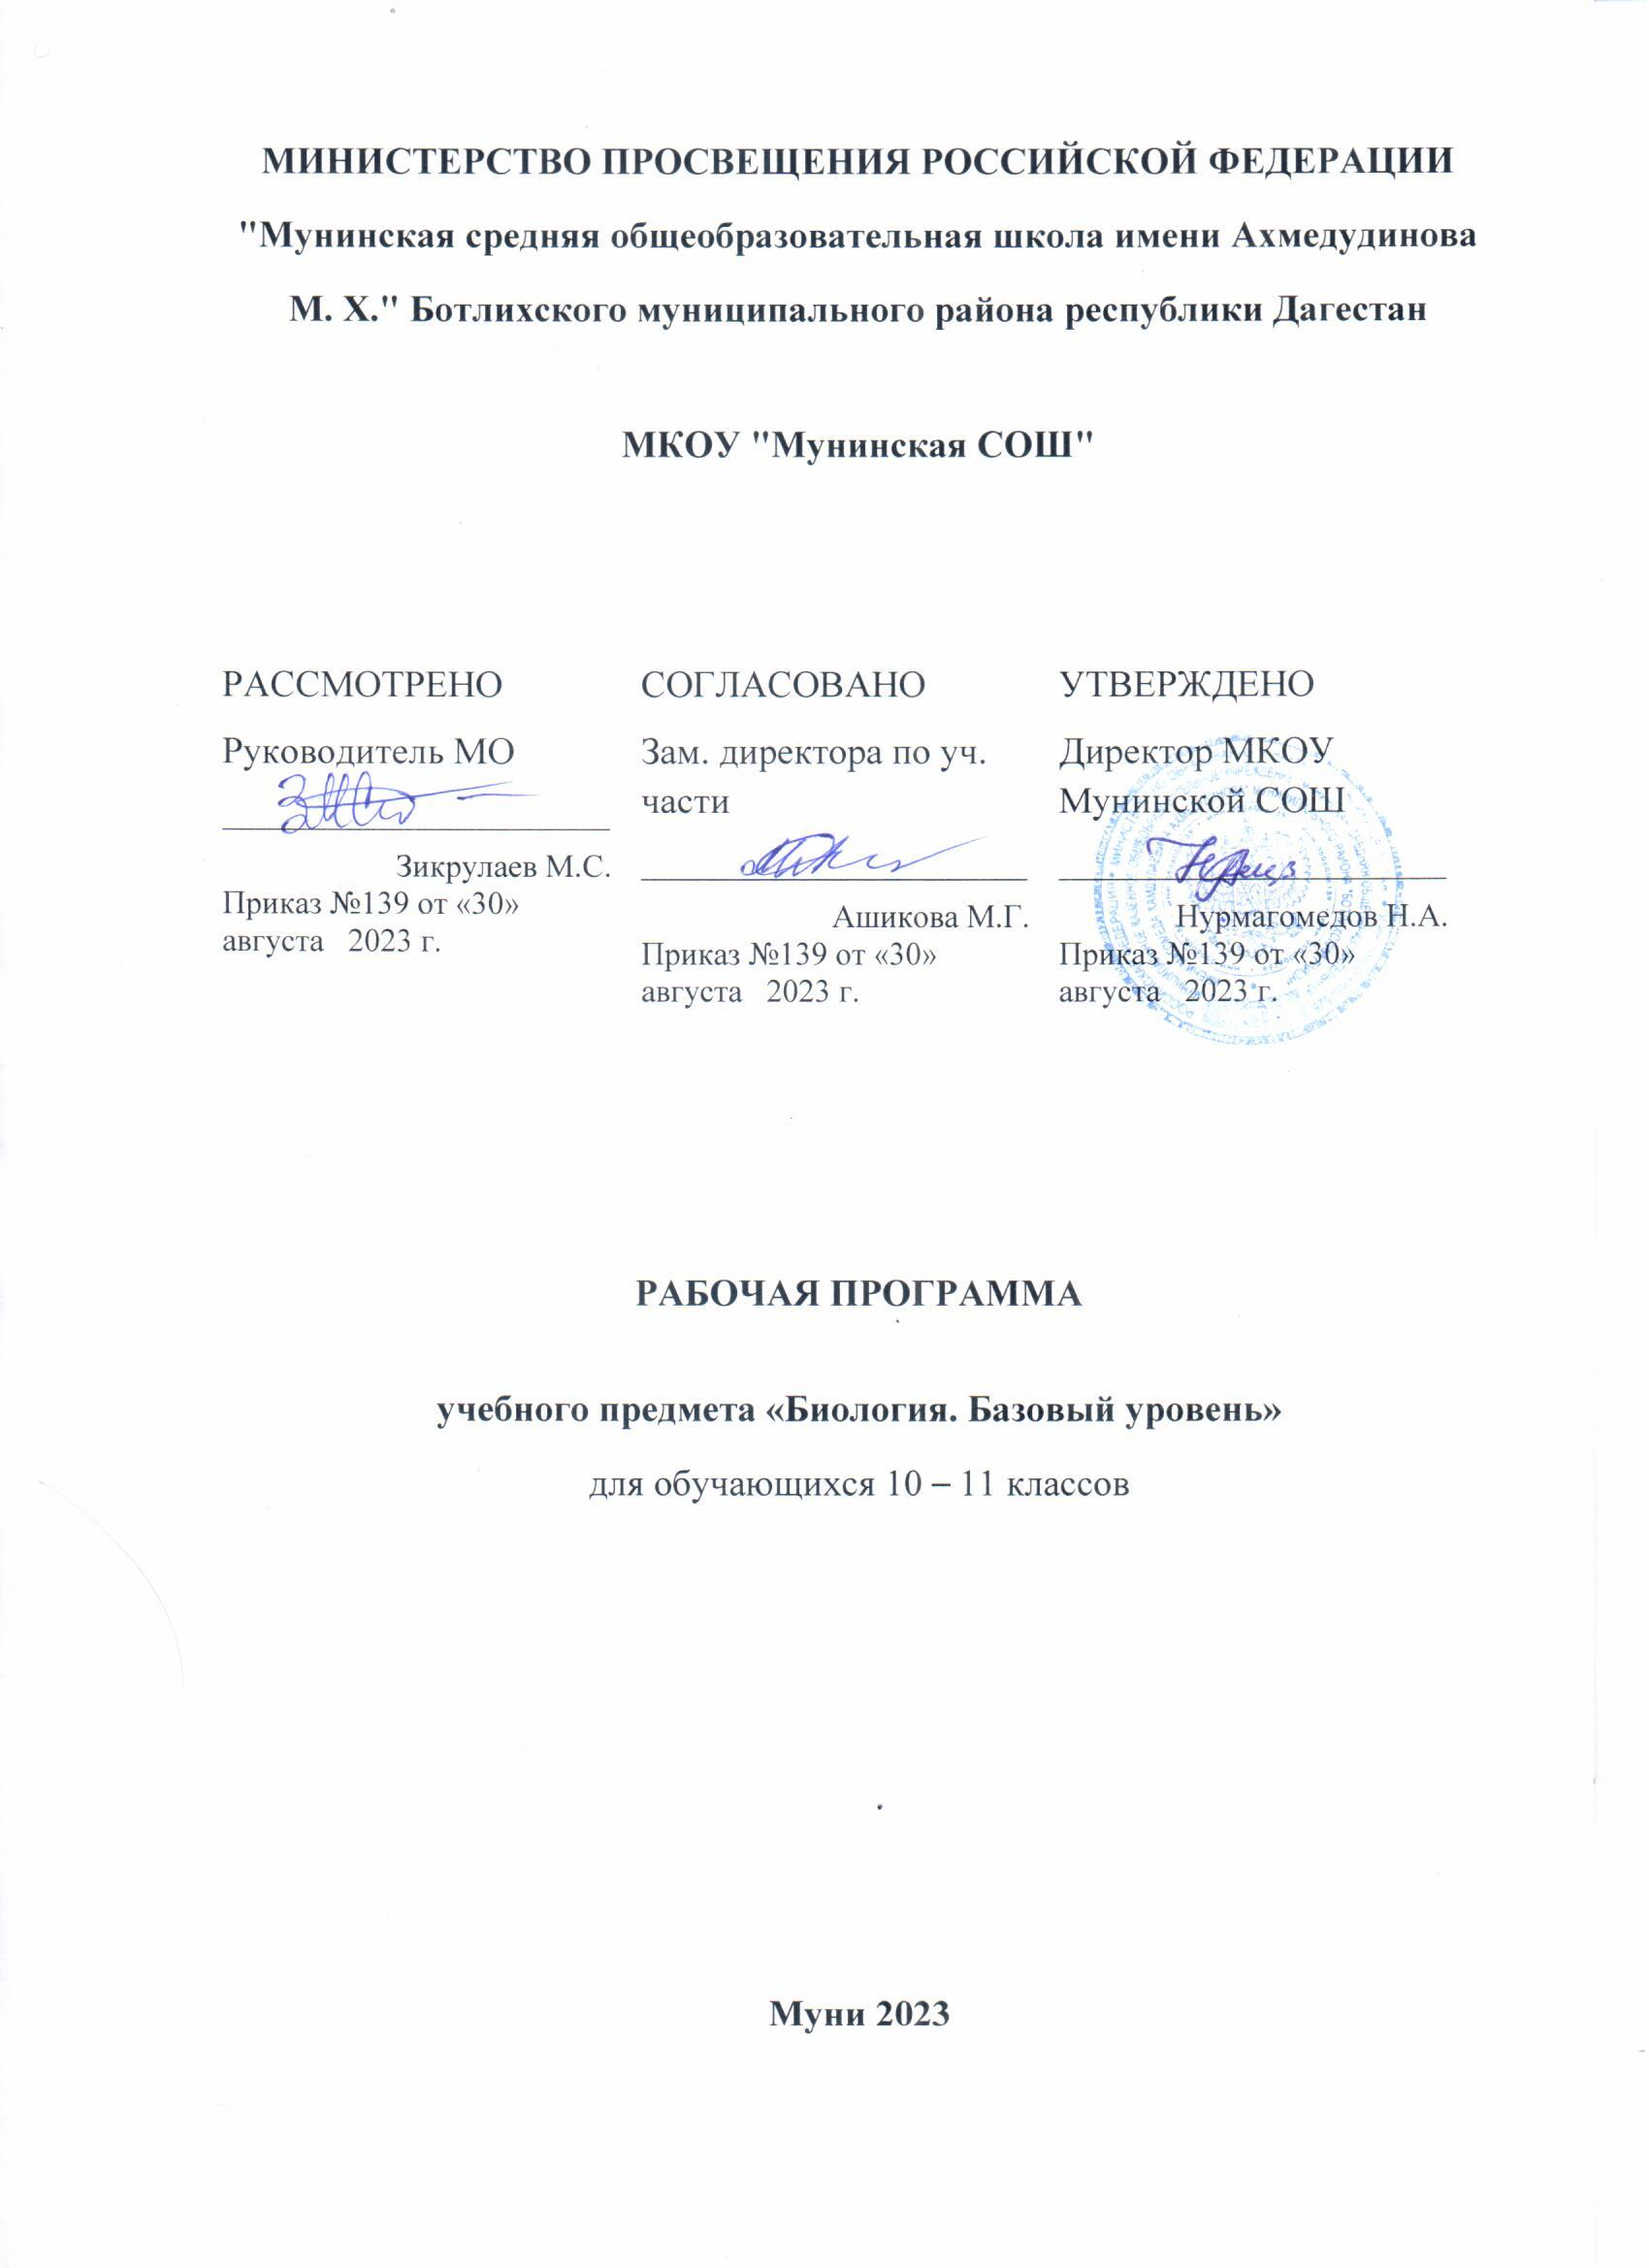 МИНИСТЕРСТВО ПРОСВЕЩЕНИЯ РОССИЙСКОЙ ФЕДЕРАЦИИ
"Мунинская средняя общеобразовательная школа имени Ахмедудинова
М. Х." Ботлихского муниципального района республики Дагестан
МКОУ "Мунинская СОШ"
РАССМОТРЕНО
Руководитель МО
Зикрулаев М.С.
Приказ №139 от «30»
августа 2023 г.
СОГЛАСОВАНО
Зам. директора по уч.
части
Ашикова М.Г.
Приказ №139 от «30»
августа 2023 г.
УТВЕРЖДЕНО
Директор МКОУ
Мунинской СОШ
Нурмагомедов Н.А.
Приказ №139 от «30»
августа 2023 г.
РАБОЧАЯ ПРОГРАММА
учебного предмета «Биология. Базовый уровень»
для обучающихся 10 – 11 классов
Муни 2023